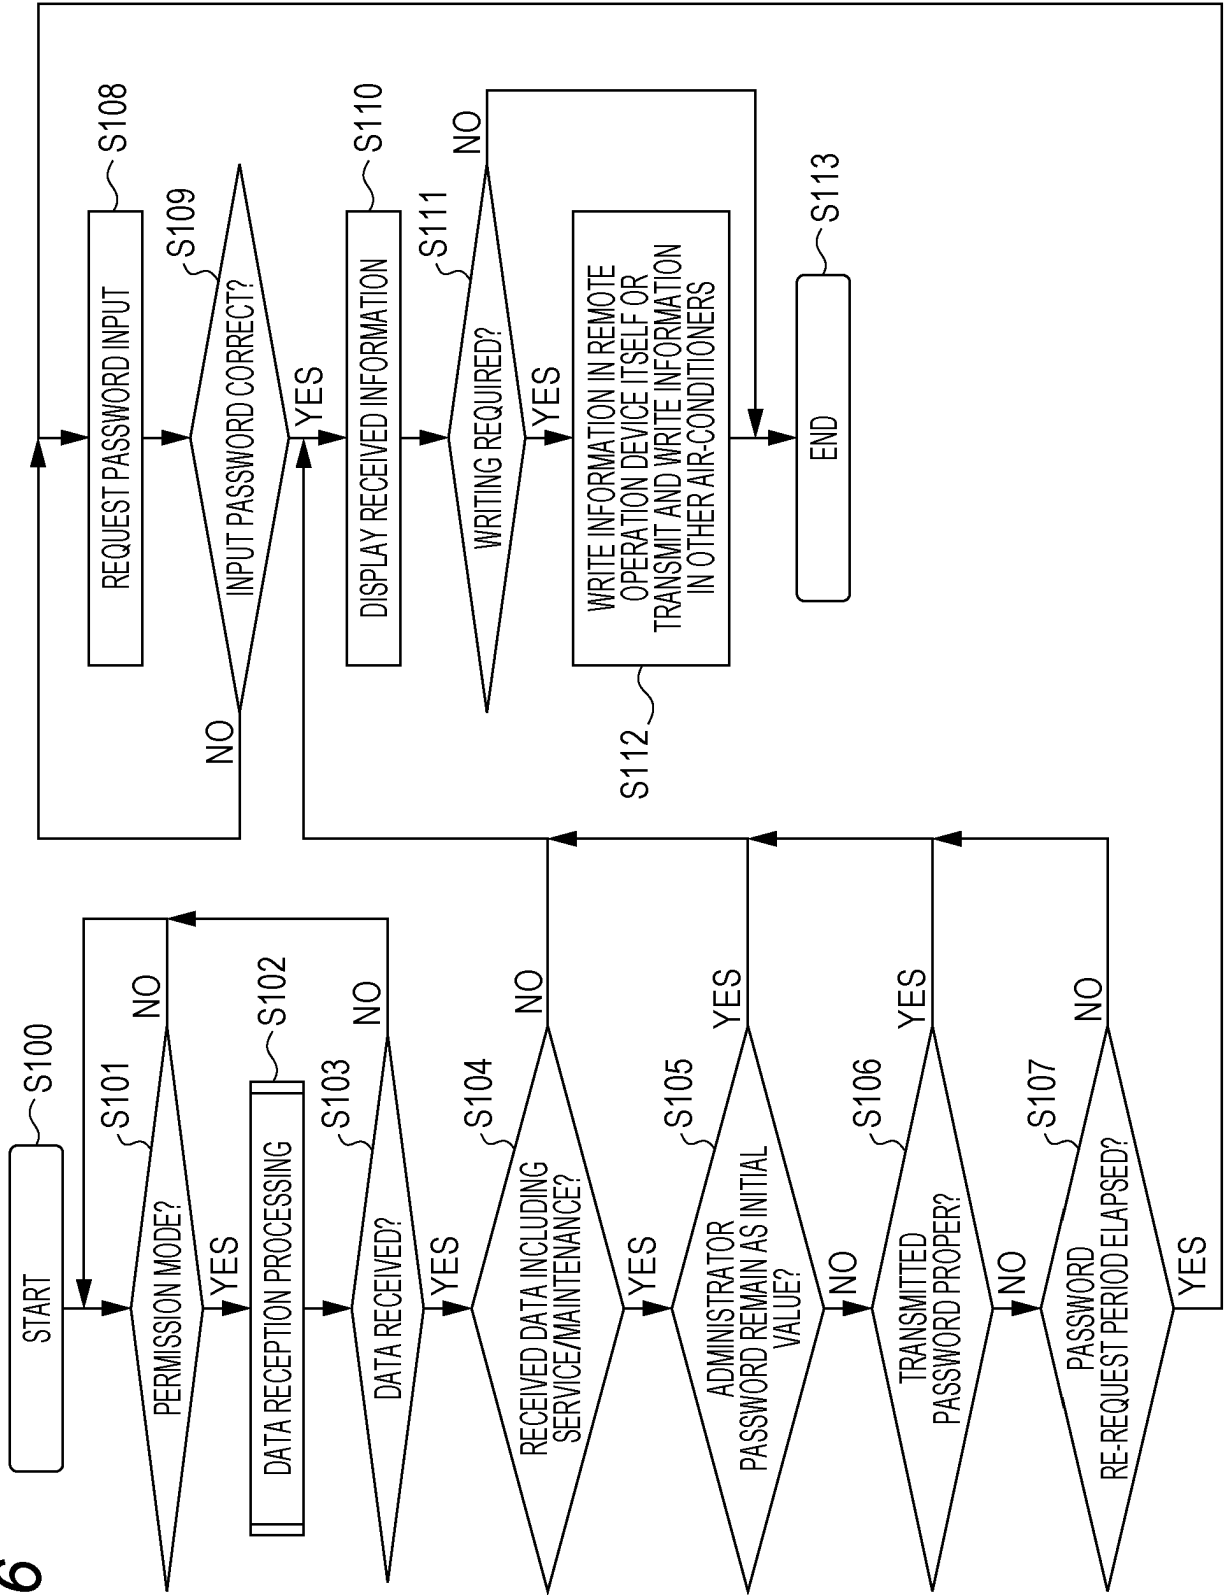 6
START
S100
PERMISSION MODE?
S101
NO
YES
DATA RECEPTION PROCESSING
S102
DATA RECEIVED?
S103
NO
YES
RECEIVED DATA INCLUDING
SERVICE/MAINTENANCE?
S104
NO
YES
ADMINISTRATOR
PASSWORD REMAIN AS INITIAL
VALUE?
S105
YES
NO
TRANSMITTED
PASSWORD PROPER?
S106
YES
NO
PASSWORD
RE-REQUEST PERIOD ELAPSED?
S107
NO
YES
REQUEST PASSWORD INPUT
S108
INPUT PASSWORD CORRECT?
S109
NO
YES
DISPLAY RECEIVED INFORMATION
S110
WRITING REQUIRED?
S111
NO
YES
WRITE INFORMATION IN REMOTE
OPERATION DEVICE ITSELF OR
TRANSMIT AND WRITE INFORMATION
IN OTHER AIR-CONDITIONERS
S112
END
S113